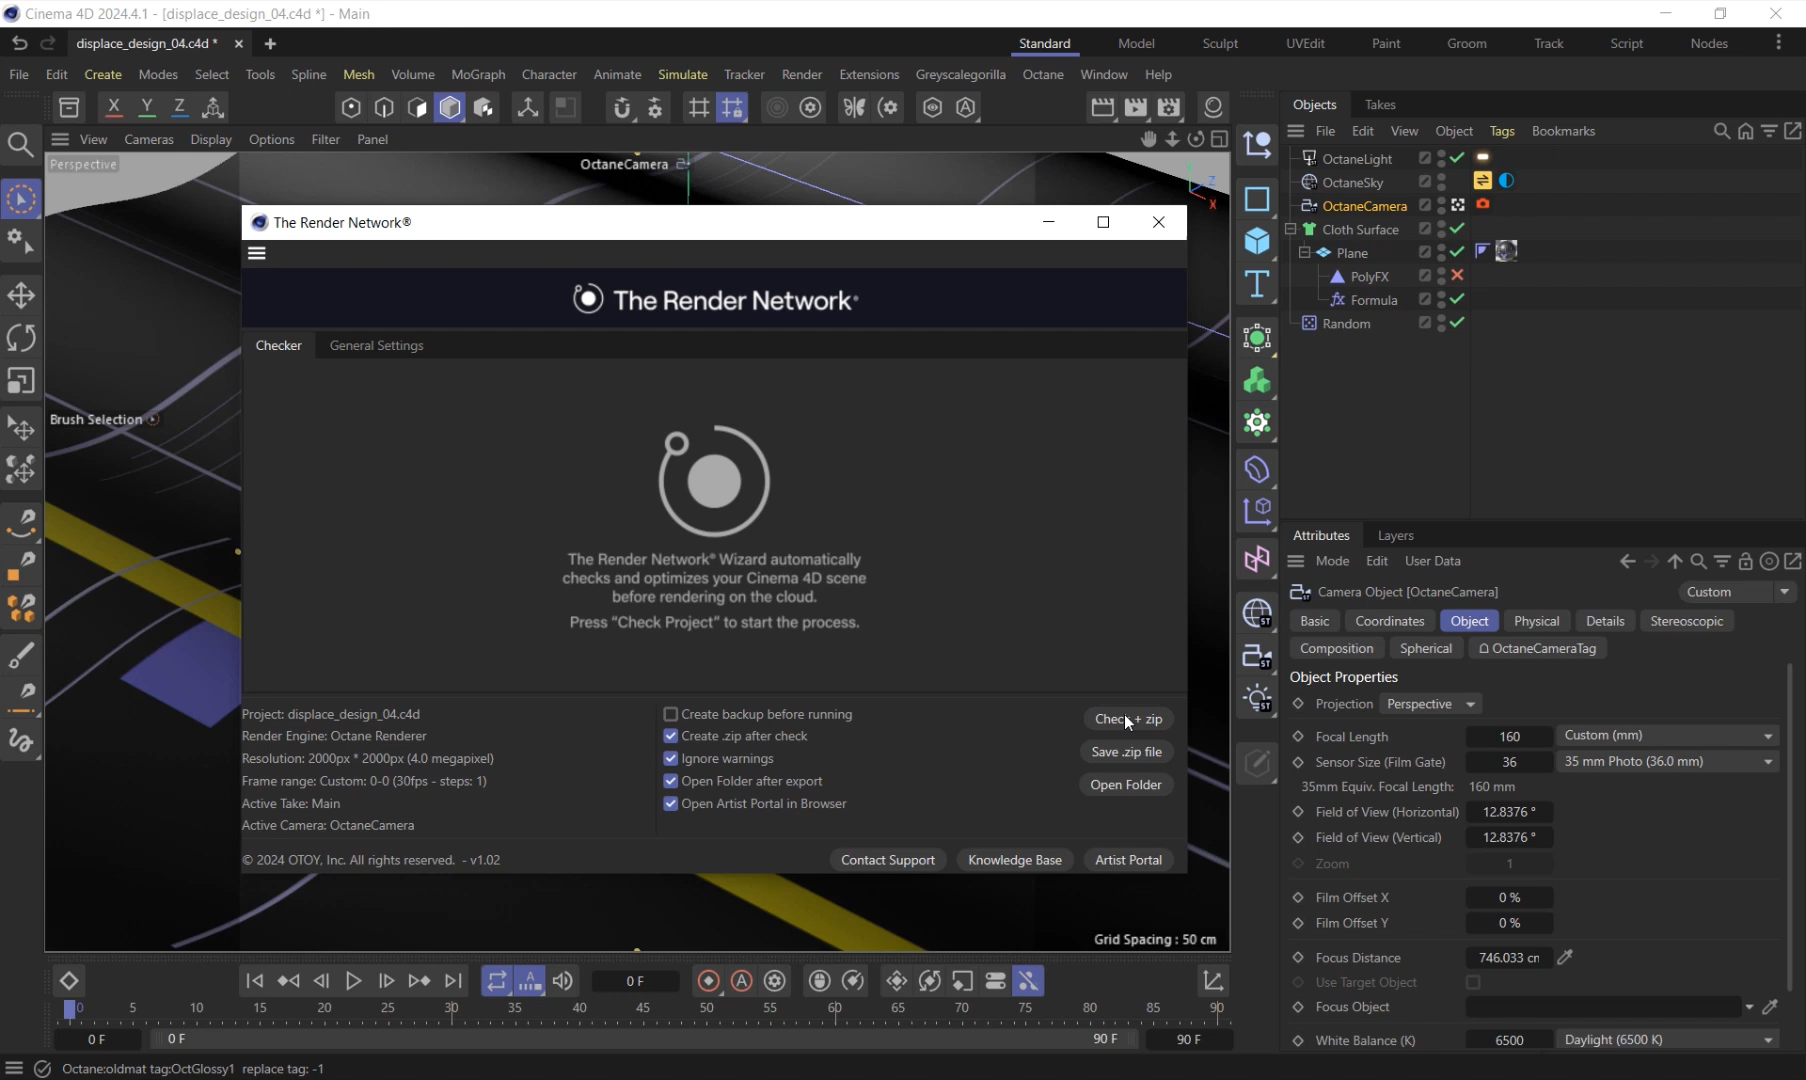 Cinema 4D 2024.4.1 - [displace_design_04.c4d *] - Main
displace_design_04.c4d *
Standard Model Sculpt UVEdit Paint Groom Track Script Nodes
File Edit Create Modes Select Tools Spline Mesh Volume MoGraph Character Animate Simulate Tracker Render Extensions Greyscalegorilla Octane Window Help
X Y Z
Objects Takes
View Cameras Display Options Filter Panel
File Edit View Object Tags Bookmarks
Perspective
OctaneCamera
Z
X
OctaneLight
OctaneSky
OctaneCamera
Cloth Surface
Plane
PolyFX
Formula
Random
The Render Network®
The Render Network®
Checker General Settings
Brush Selection
The Render Network® Wizard automatically
checks and optimizes your Cinema 4D scene
before rendering on the cloud.
Press "Check Project" to start the process.
Project: displace_design_04.c4d
Render Engine: Octane Renderer
Resolution: 2000px * 2000px (4.0 megapixel)
Frame range: Custom: 0-0 (30fps - steps: 1)
Active Take: Main
Active Camera: OctaneCamera
Create backup before running
Create .zip after check
Ignore warnings
Open Folder after export
Open Artist Portal in Browser
Check + zip
Save .zip file
Open Folder
© 2024 OTOY, Inc. All rights reserved. - v1.02
Contact Support Knowledge Base Artist Portal
Grid Spacing : 50 cm
Attributes Layers
Mode Edit User Data
Camera Object [OctaneCamera] Custom
Basic Coordinates Object Physical Details Stereoscopic
Composition Spherical OctaneCameraTag
Object Properties
Projection Perspective
Focal Length 160 Custom (mm)
Sensor Size (Film Gate) 36 35 mm Photo (36.0 mm)
35mm Equiv. Focal Length: 160 mm
Field of View (Horizontal) 12.8376 °
Field of View (Vertical) 12.8376 °
Zoom 1
Film Offset X 0 %
Film Offset Y 0 %
Focus Distance 746.033 cm
Use Target Object
Focus Object
White Balance (K) 6500 Daylight (6500 K)
0 F
0 5 10 15 20 25 30 35 40 45 50 55 60 65 70 75 80 85 90
0 F 0 F 90 F 90 F
Octane:oldmat tag:OctGlossy1 replace tag: -1